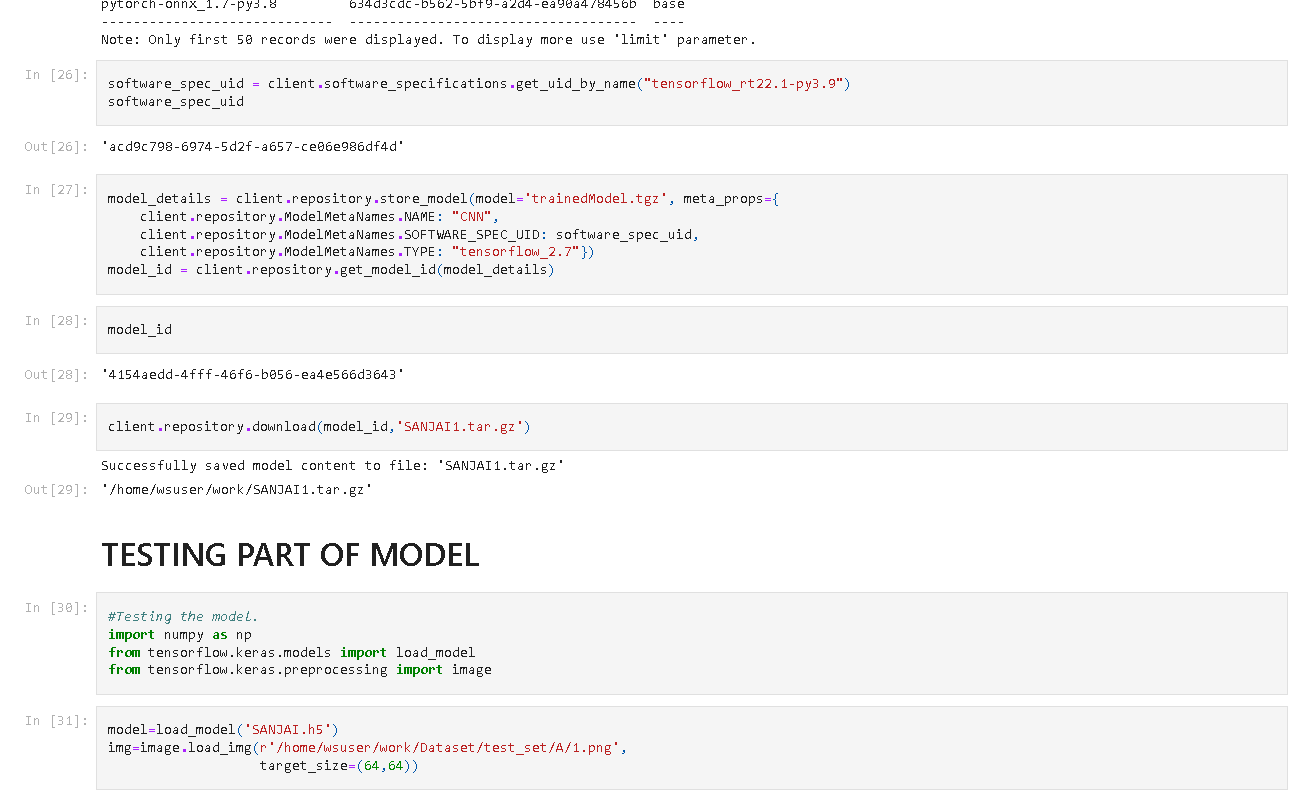 pytorch-onnx_1.7-py3.8 634d3cdc-b562-5bf9-a2d4-ea90a478456b base
----------------------------- ------------------------------------ ----
Note: Only first 50 records were displayed. To display more use 'limit' parameter.
In [26]:
software_spec_uid = client.software_specifications.get_uid_by_name("tensorflow_rt22.1-py3.9")
software_spec_uid
Out[26]: 'acd9c798-6974-5d2f-a657-ce06e986df4d'
In [27]:
model_details = client.repository.store_model(model='trainedModel.tgz', meta_props={
    client.repository.ModelMetaNames.NAME: "CNN",
    client.repository.ModelMetaNames.SOFTWARE_SPEC_UID: software_spec_uid,
    client.repository.ModelMetaNames.TYPE: "tensorflow_2.7"})
model_id = client.repository.get_model_id(model_details)
In [28]:
model_id
Out[28]: '4154aedd-4fff-46f6-b056-ea4e566d3643'
In [29]:
client.repository.download(model_id,'SANJAI1.tar.gz')
Successfully saved model content to file: 'SANJAI1.tar.gz'
Out[29]: '/home/wsuser/work/SANJAI1.tar.gz'
TESTING PART OF MODEL
In [30]:
#Testing the model.
import numpy as np
from tensorflow.keras.models import load_model
from tensorflow.keras.preprocessing import image
In [31]:
model=load_model('SANJAI.h5')
img=image.load_img(r'/home/wsuser/work/Dataset/test_set/A/1.png',
                   target_size=(64,64))